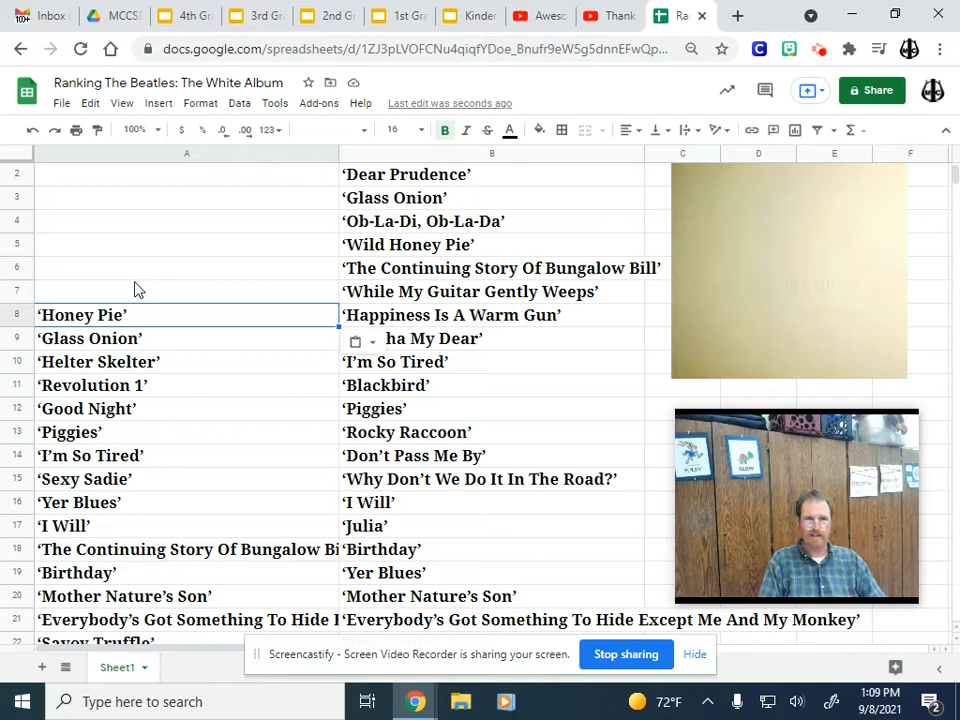 Inbox
MCCS
4th Gra
3rd Gra
2nd Gr
1st Gra
Kinder
Aweso
Thank
Ra
docs.google.com/spreadsheets/d/1ZJ3pLVOFCNu4qiqfYDoe_Bnufr9eW5g5dnnEFwQp...
Ranking The Beatles: The White Album
File Edit View Insert Format Data Tools Add-ons Help Last edit was seconds ago
Share
100% $ % .0 .00 123 16 B I S A
A B C D E F
2 ‘Dear Prudence’
3 ‘Glass Onion’
4 ‘Ob-La-Di, Ob-La-Da’
5 ‘Wild Honey Pie’
6 ‘The Continuing Story Of Bungalow Bill’
7 ‘While My Guitar Gently Weeps’
8 ‘Honey Pie’ ‘Happiness Is A Warm Gun’
9 ‘Glass Onion’ ha My Dear’
10 ‘Helter Skelter’ ‘I’m So Tired’
11 ‘Revolution 1’ ‘Blackbird’
12 ‘Good Night’ ‘Piggies’
13 ‘Piggies’ ‘Rocky Raccoon’
14 ‘I’m So Tired’ ‘Don’t Pass Me By’
15 ‘Sexy Sadie’ ‘Why Don’t We Do It In The Road?’
16 ‘Yer Blues’ ‘I Will’
17 ‘I Will’ ‘Julia’
18 ‘The Continuing Story Of Bungalow Bi ‘Birthday’
19 ‘Birthday’ ‘Yer Blues’
20 ‘Mother Nature’s Son’ ‘Mother Nature’s Son’
21 ‘Everybody’s Got Something To Hide ‘Everybody’s Got Something To Hide Except Me And My Monkey’
22 ‘Savoy Truffle’
SLOW
Sheet1
Screencastify - Screen Video Recorder is sharing your screen.
Stop sharing
Hide
Type here to search
72°F
1:09 PM
9/8/2021
2